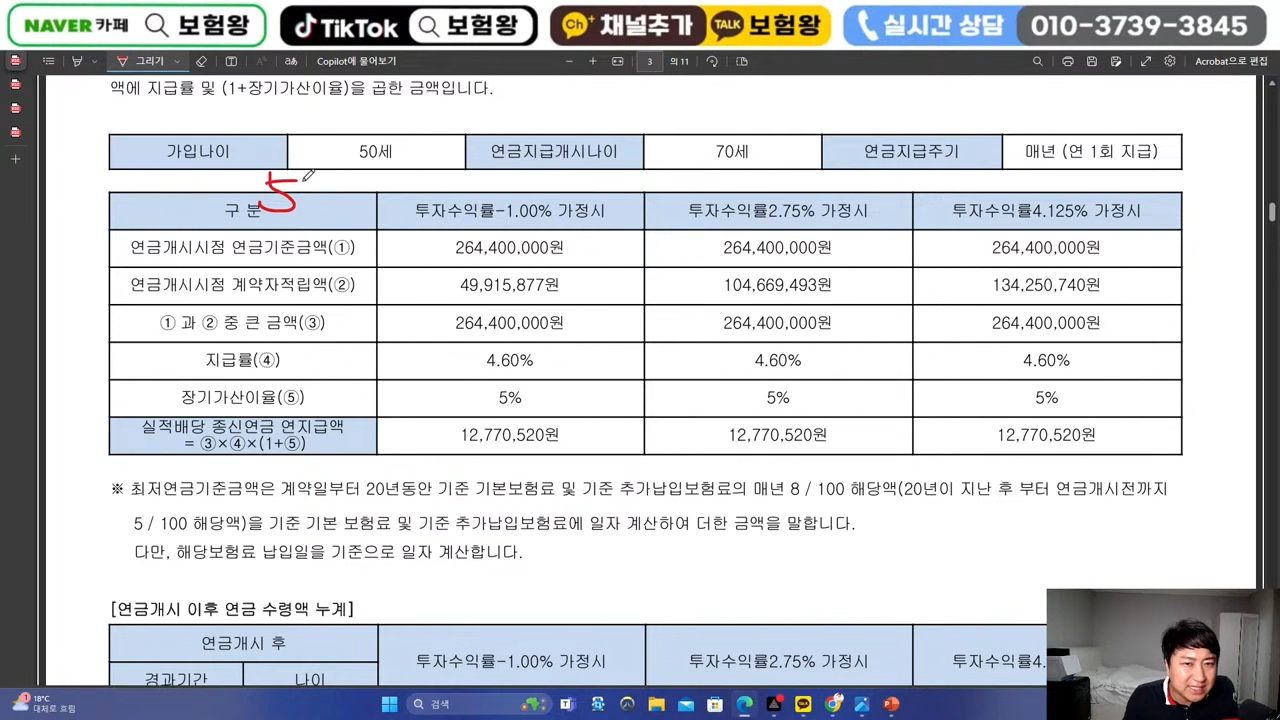 NAVER 카페 보험왕 TikTok 보험왕 Ch+ 채널추가 TALK 보험왕 실시간 상담 010-3739-3845
그리기 Copilot에 물어보기 3 의 11 Acrobat으로 편집
액에 지급률 및 (1+장기가산이율)을 곱한 금액입니다.
가입나이 50세 연금지급개시나이 70세 연금지급주기 매년 (연 1회 지급)
5
구 분 투자수익률-1.00% 가정시 투자수익률2.75% 가정시 투자수익률4.125% 가정시
연금개시시점 연금기준금액(①) 264,400,000원 264,400,000원 264,400,000원
연금개시시점 계약자적립액(②) 49,915,877원 104,669,493원 134,250,740원
① 과 ② 중 큰 금액(③) 264,400,000원 264,400,000원 264,400,000원
지급률(④) 4.60% 4.60% 4.60%
장기가산이율(⑤) 5% 5% 5%
실적배당 종신연금 연지급액
= ③×④×(1+⑤) 12,770,520원 12,770,520원 12,770,520원
※ 최저연금기준금액은 계약일부터 20년동안 기준 기본보험료 및 기준 추가납입보험료의 매년 8 / 100 해당액(20년이 지난 후 부터 연금개시전까지
5 / 100 해당액)을 기준 기본 보험료 및 기준 추가납입보험료에 일자 계산하여 더한 금액을 말합니다.
다만, 해당보험료 납입일을 기준으로 일자 계산합니다.
[연금개시 이후 연금 수령액 누계]
연금개시 후 투자수익률-1.00% 가정시 투자수익률2.75% 가정시 투자수익률4.
경과기간 나이
18°C
대체로 흐림 검색